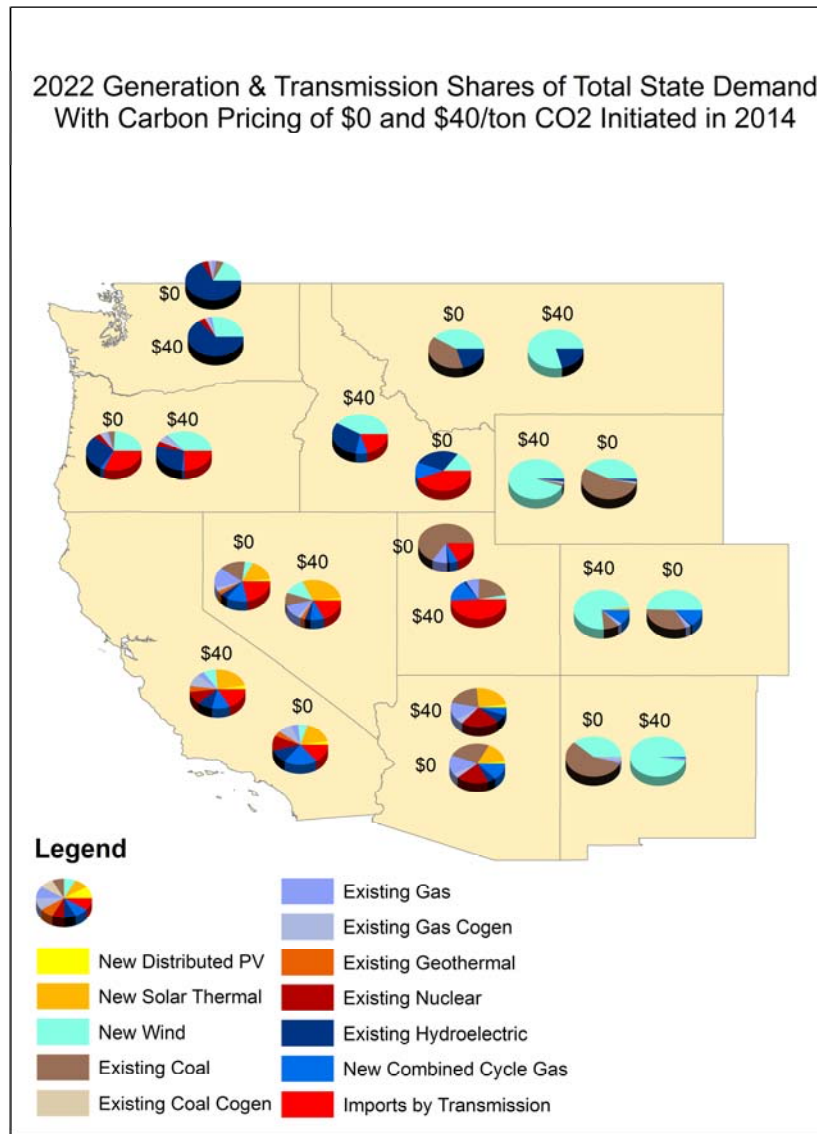 2022 Generation & Transmission Shares of Total State Demand
With Carbon Pricing of $0 and $40/ton CO2 Initiated in 2014
$0
$40
$0
$40
$0
$40
$40
$0
$40
$0
$0
$40
$0
$40
$40
$0
$40
$0
$40
$0
$0
$40
Legend
New Distributed PV
New Solar Thermal
New Wind
Existing Coal
Existing Coal Cogen
Existing Gas
Existing Gas Cogen
Existing Geothermal
Existing Nuclear
Existing Hydroelectric
New Combined Cycle Gas
Imports by Transmission